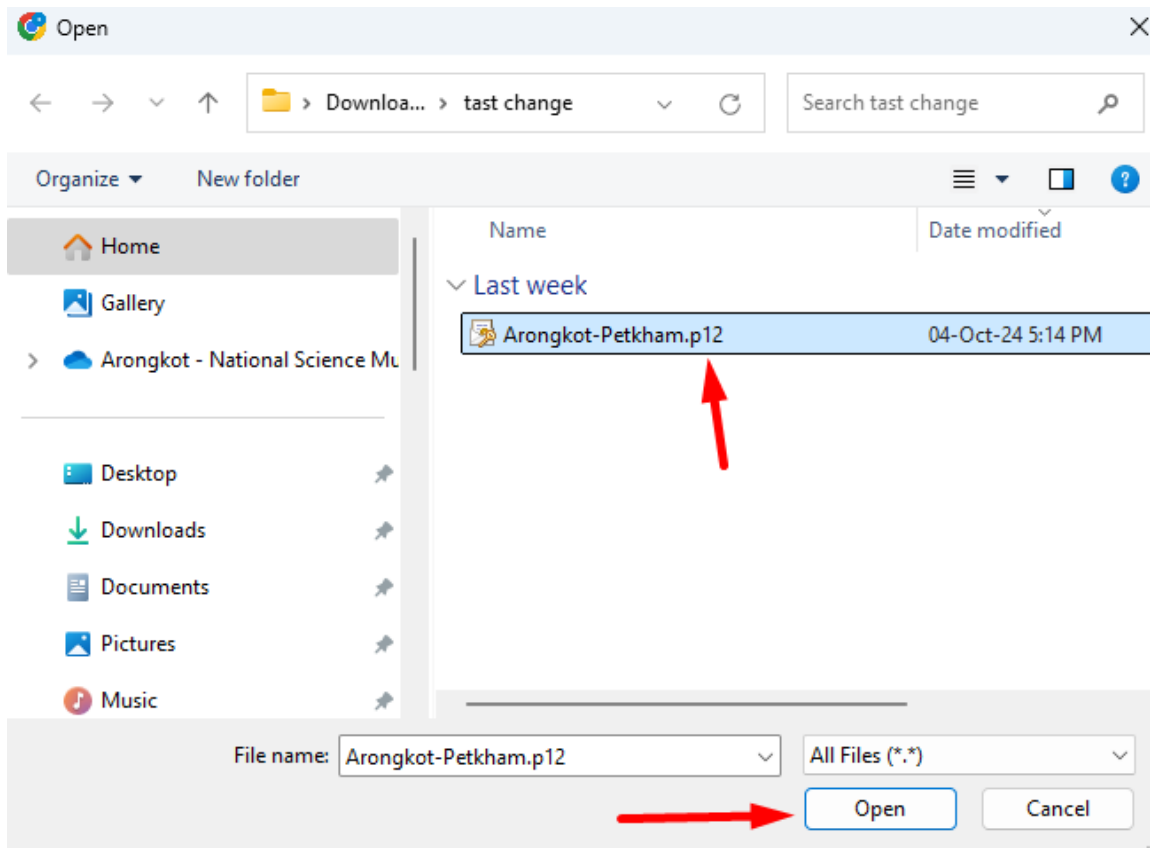 Open
Downloa... > tast change
Search tast change
Organize
New folder
Name
Date modified
Home
Gallery
Arongkot - National Science Mu
Desktop
Downloads
Documents
Pictures
Music
Last week
Arongkot-Petkham.p12
04-Oct-24 5:14 PM
File name:
Arongkot-Petkham.p12
All Files (*.*)
Open
Cancel